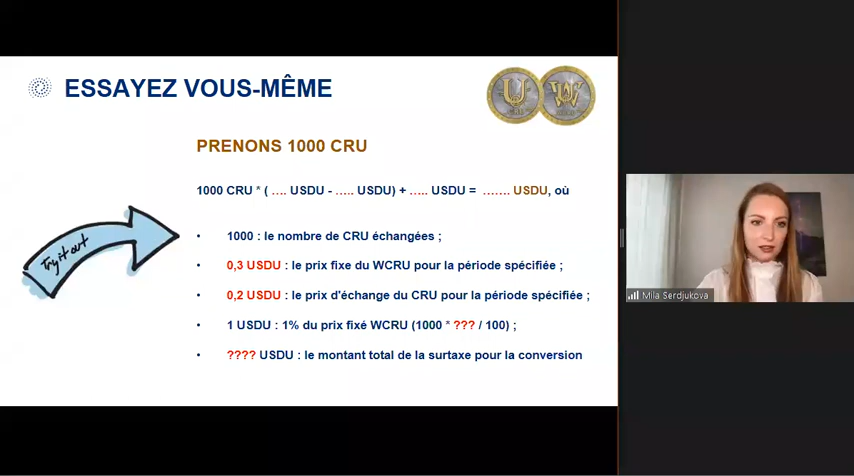 ESSAYEZ VOUS-MÊME
PRENONS 1000 CRU
1000 CRU * ( .... USDU - ..... USDU) + ..... USDU = ....... USDU, où
Try it out
• 1000 : le nombre de CRU échangées ;
• 0,3 USDU : le prix fixe du WCRU pour la période spécifiée ;
• 0,2 USDU : le prix d'échange du CRU pour la période spécifiée ;
• 1 USDU : 1% du prix fixé WCRU (1000 * ??? / 100) ;
• ???? USDU : le montant total de la surtaxe pour la conversion
Mila Serdjukova